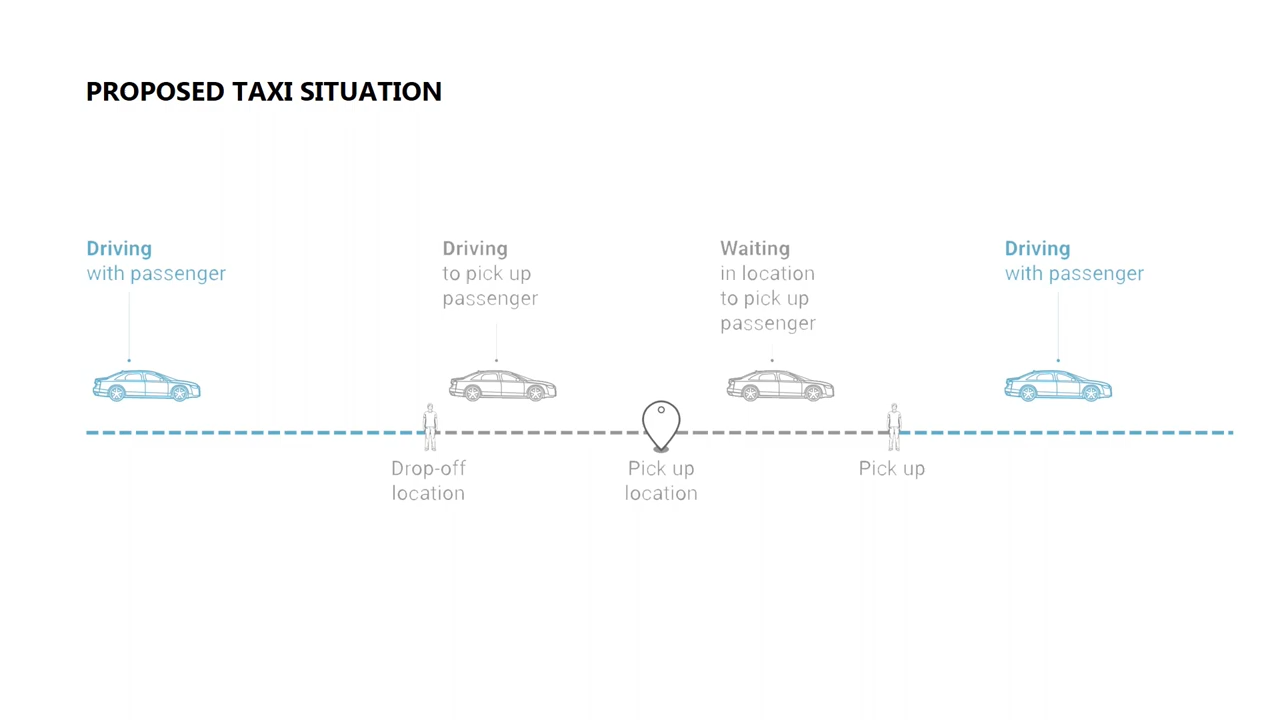 PROPOSED TAXI SITUATION
Driving
with passenger
Driving
to pick up
passenger
Waiting
in location
to pick up
passenger
Driving
with passenger
Drop-off
location
Pick up
location
Pick up